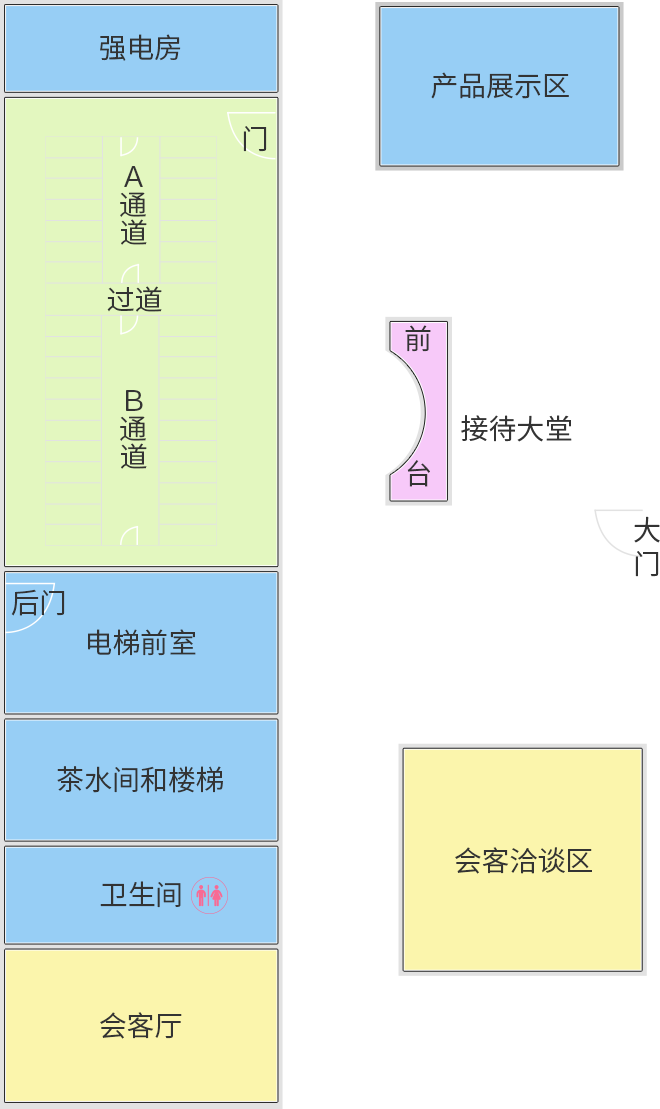 强电房
产品展示区
门
A
通
道
过道
前
台
接待大堂
B
通
道
大
门
后门
电梯前室
茶水间和楼梯
会客洽谈区
卫生间
会客厅